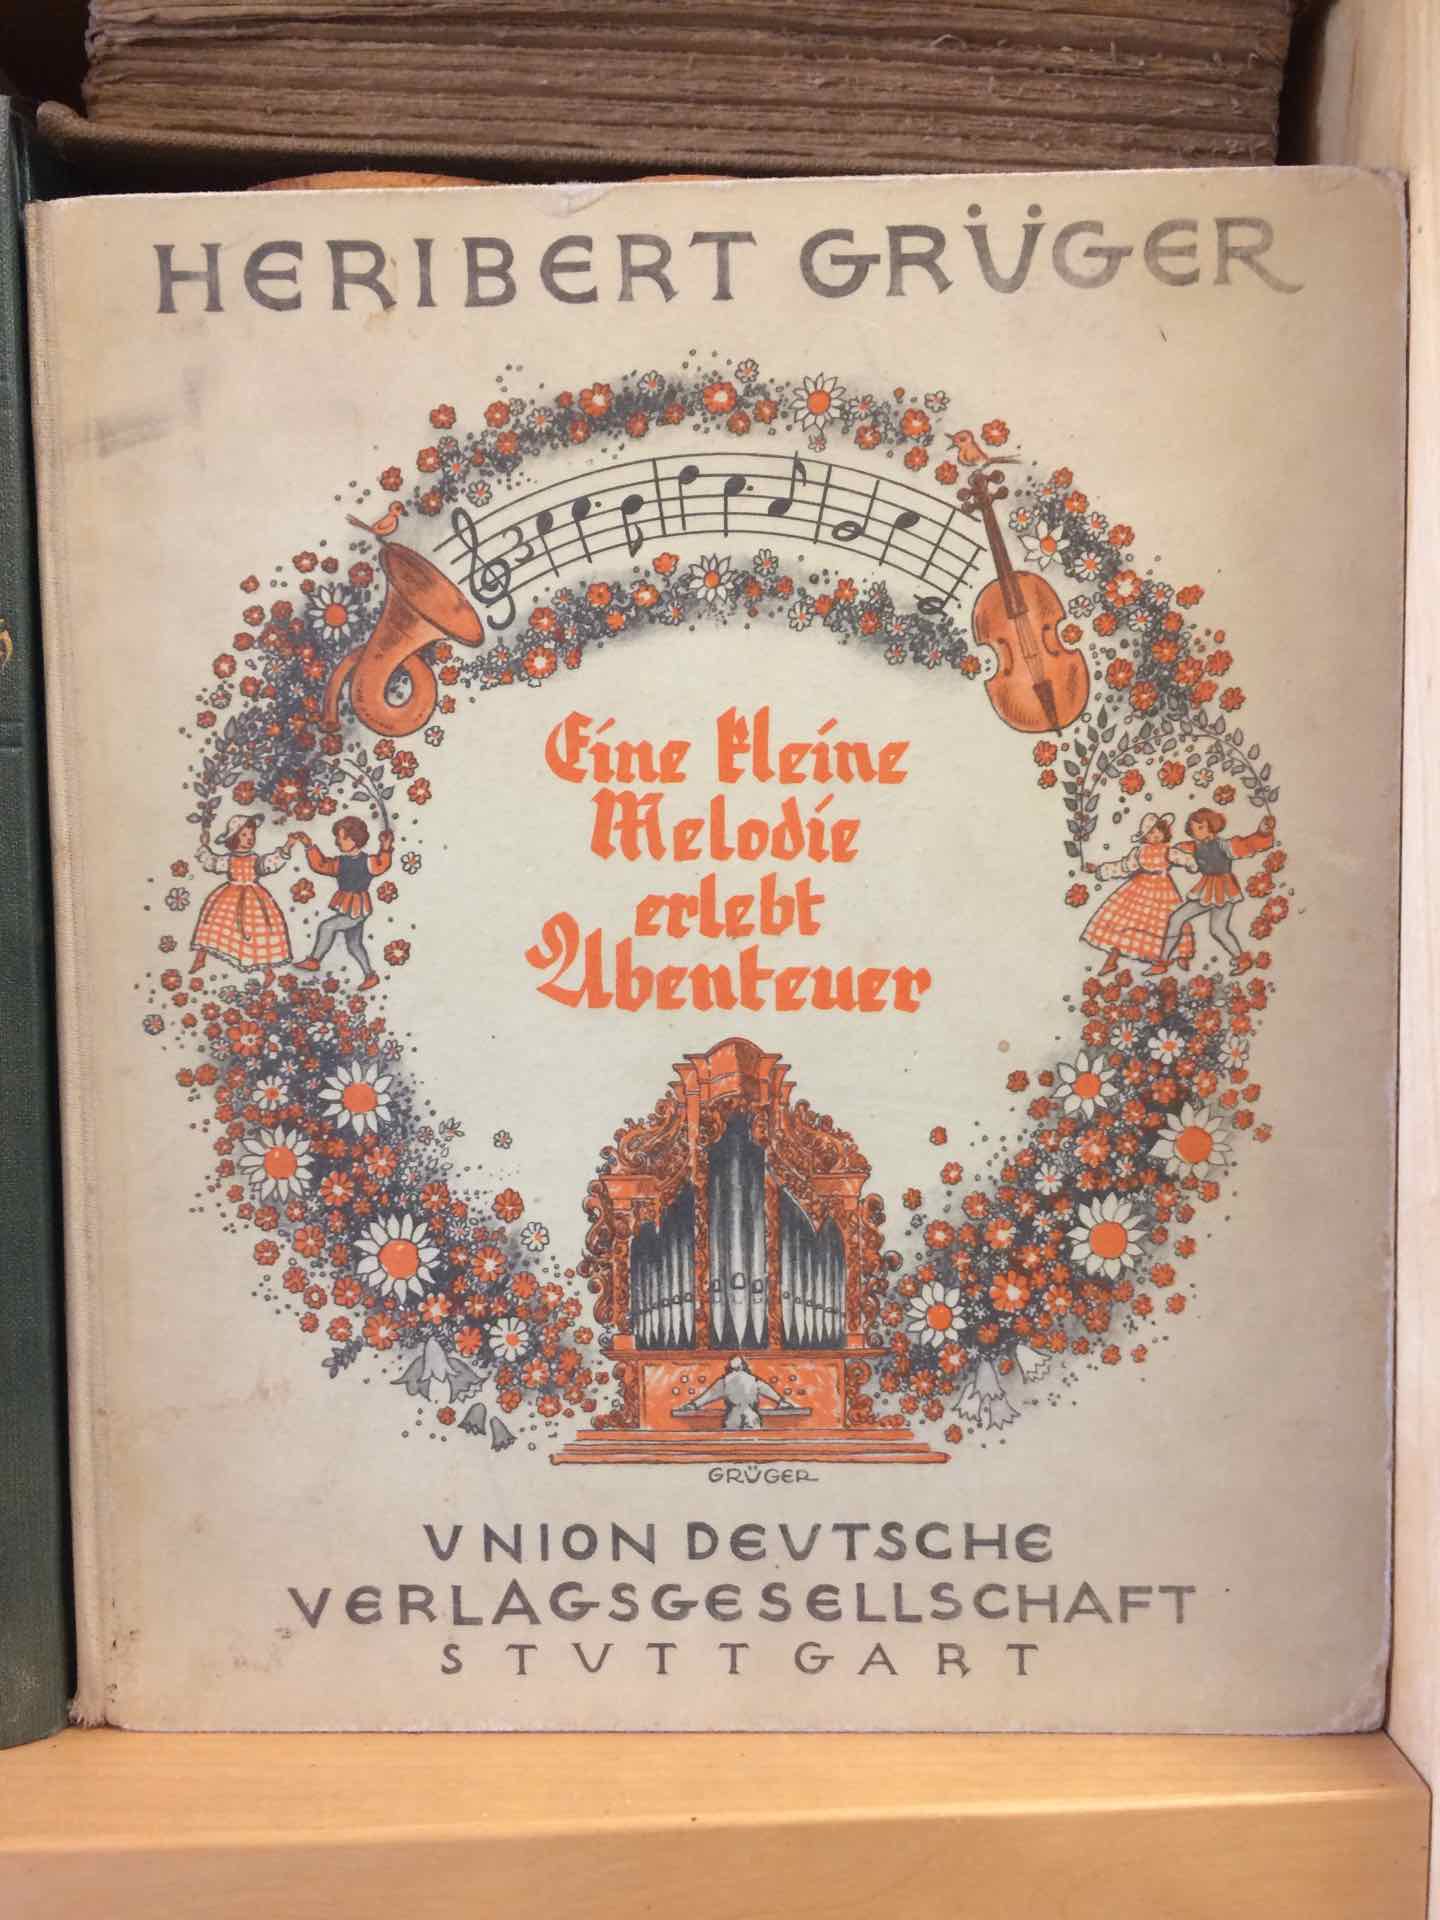 HERIBERT GRÜGER
Eine kleine
Melodie
erlebt
Abenteuer
GRÜGER
UNION DEUTSCHE
VERLAGSGESELLSCHAFT
STUTTGART